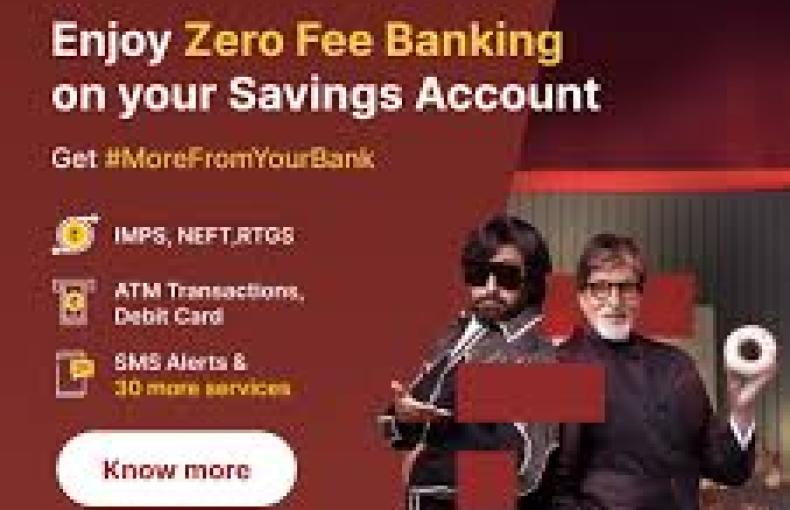 Enjoy Zero Fee Banking
on your Savings Account
Get #MoreFromYourBank
IMPS, NEFT,RTGS
ATM Transactions,
Debit Card
SMS Alerts &
30 more services
Know more